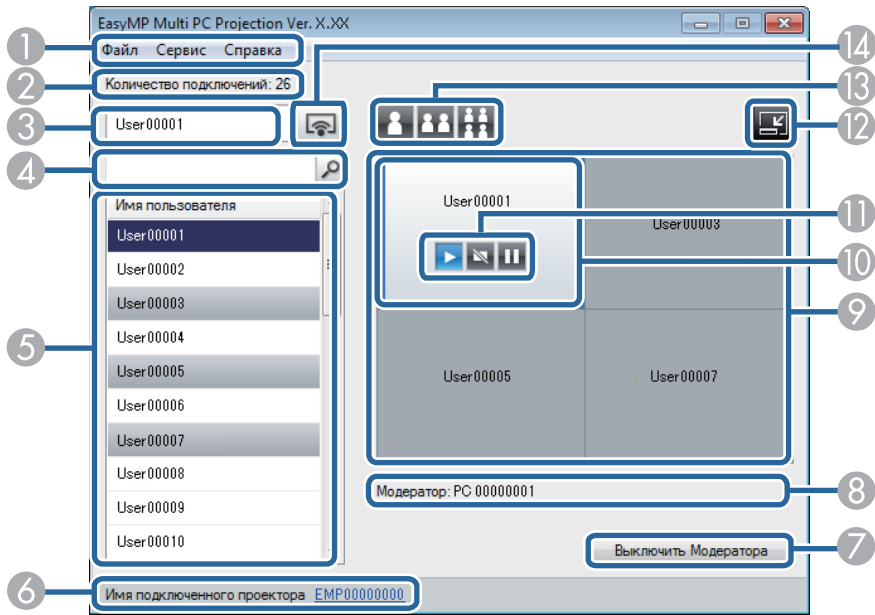 EasyMP Multi PC Projection Ver. X.XX
Файл Сервис Справка
Количество подключений: 26
User00001
Имя пользователя
User00001
User00002
User00003
User00004
User00005
User00006
User00007
User00008
User00009
User00010
Имя подключенного проектора EMP00000000
User00001
User00003
User00005
User00007
Модератор: PC 00000001
Выключить Модератора
1
2
3
4
5
6
7
8
9
10
11
12
13
14